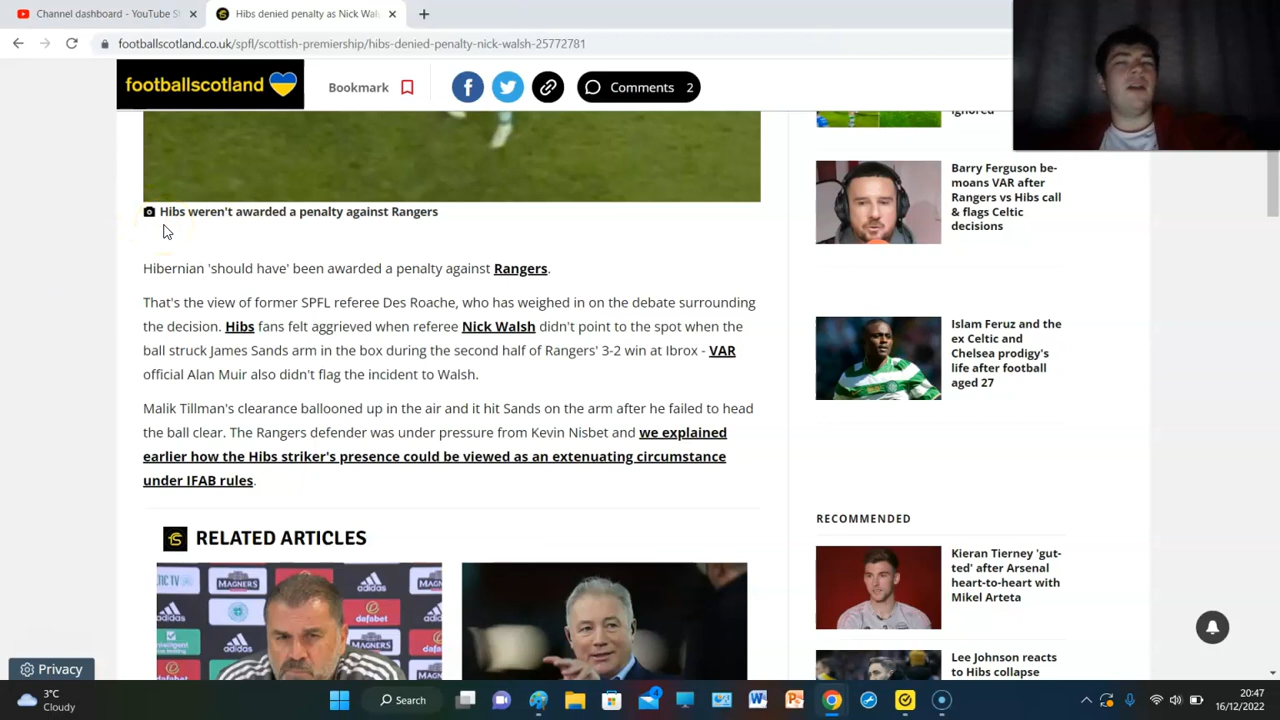 Channel dashboard - YouTube S
Hibs denied penalty as Nick Wals
footballscotland.co.uk/spfl/scottish-premiership/hibs-denied-penalty-nick-walsh-25772781
footballscotland
Bookmark
Comments 2
Hibs weren't awarded a penalty against Rangers
Hibernian 'should have' been awarded a penalty against Rangers.
That's the view of former SPFL referee Des Roache, who has weighed in on the debate surrounding
the decision. Hibs fans felt aggrieved when referee Nick Walsh didn't point to the spot when the
ball struck James Sands arm in the box during the second half of Rangers' 3-2 win at Ibrox - VAR
official Alan Muir also didn't flag the incident to Walsh.
Malik Tillman's clearance ballooned up in the air and it hit Sands on the arm after he failed to head
the ball clear. The Rangers defender was under pressure from Kevin Nisbet and we explained
earlier how the Hibs striker's presence could be viewed as an extenuating circumstance
under IFAB rules.
RELATED ARTICLES
MAGNERS
adidas
MAGNERS
dafabet
adidas
adidas
dafabet
ignored
Barry Ferguson be-
moans VAR after
Rangers vs Hibs call
& flags Celtic
decisions
Islam Feruz and the
ex Celtic and
Chelsea prodigy's
life after football
aged 27
RECOMMENDED
Kieran Tierney 'gut-
ted' after Arsenal
heart-to-heart with
Mikel Arteta
Lee Johnson reacts
to Hibs collapse
Privacy
3°C
Cloudy
Search
20:47
16/12/2022